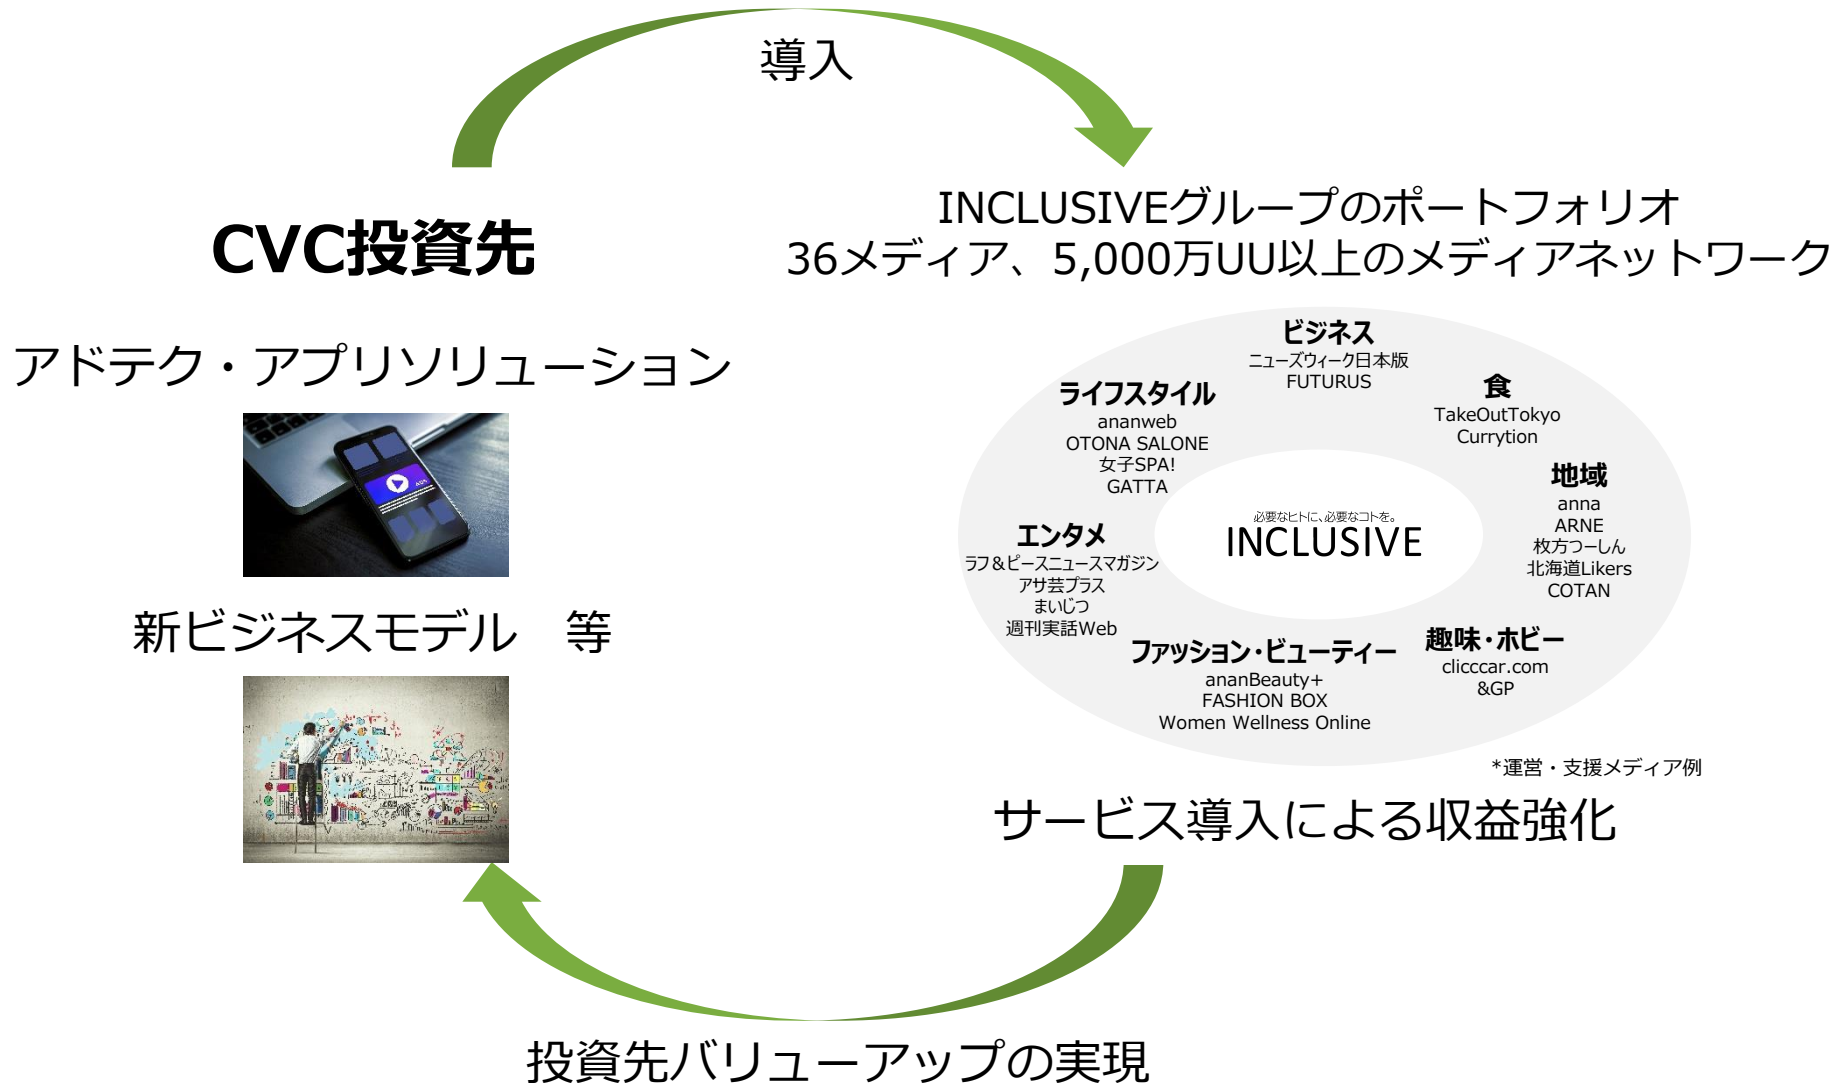 導入
CVC投資先
アドテク・アプリソリューション
新ビジネスモデル　等
INCLUSIVEグループのポートフォリオ
36メディア、5,000万UU以上のメディアネットワーク
ビジネス
ニューズウィーク日本版
FUTURUS
食
TakeOutTokyo
Currytion
地域
anna
ARNE
枚方つーしん
北海道Likers
COTAN
趣味・ホビー
clicccar.com
&GP
ファッション・ビューティー
ananBeauty+
FASHION BOX
Women Wellness Online
エンタメ
ラフ＆ピースニュースマガジン
アサ芸プラス
まいじつ
週刊実話Web
ライフスタイル
ananweb
OTONA SALONE
女子SPA!
GATTA
必要なヒトに、必要なコトを。
INCLUSIVE
*運営・支援メディア例
サービス導入による収益強化
投資先バリューアップの実現